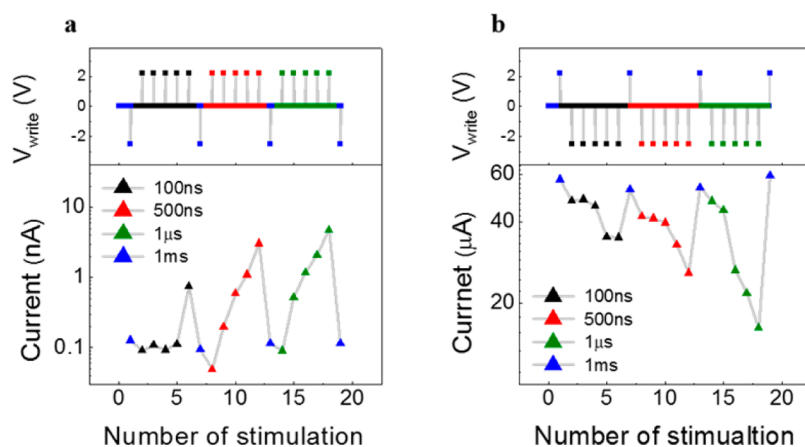 a
V_write (V)
2
0
-2
Current (nA)
10
1
0.1
100ns
500ns
1μs
1ms
0 5 10 15 20
Number of stimulation
b
V_write (V)
2
0
-2
Currnet (μA)
60
40
20
100ns
500ns
1μs
1ms
0 5 10 15 20
Number of stimualtion